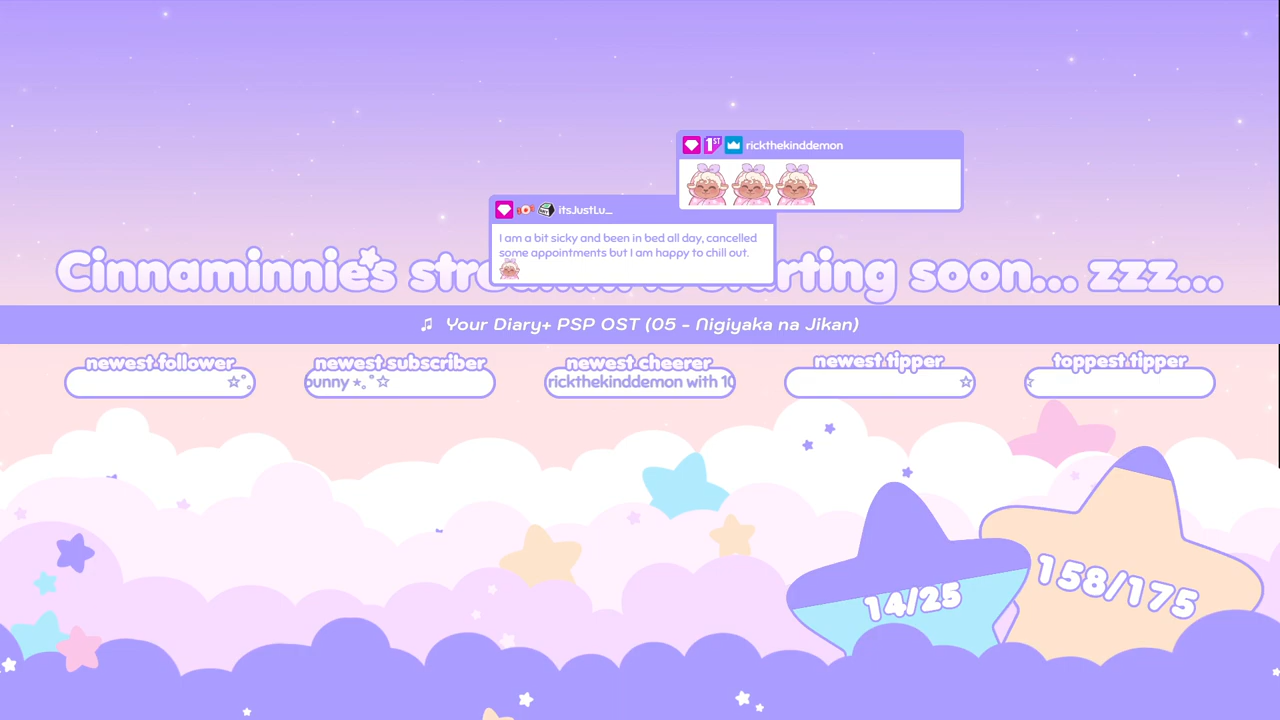 1ST rickthekinddemon
itsJustLu_
I am a bit sicky and been in bed all day, cancelled
some appointments but I am happy to chill out.
Cinnaminnie's starting soon... zzz...
♫ Your Diary+ PSP OST (05 - Nigiyaka na Jikan)
newest follower newest subscriber newest cheerer newest tipper toppest tipper
☆ﾟ｡ bunny ⋆｡ﾟ☆ rickthekinddemon with 10 ☆ ☆
14/25
158/175